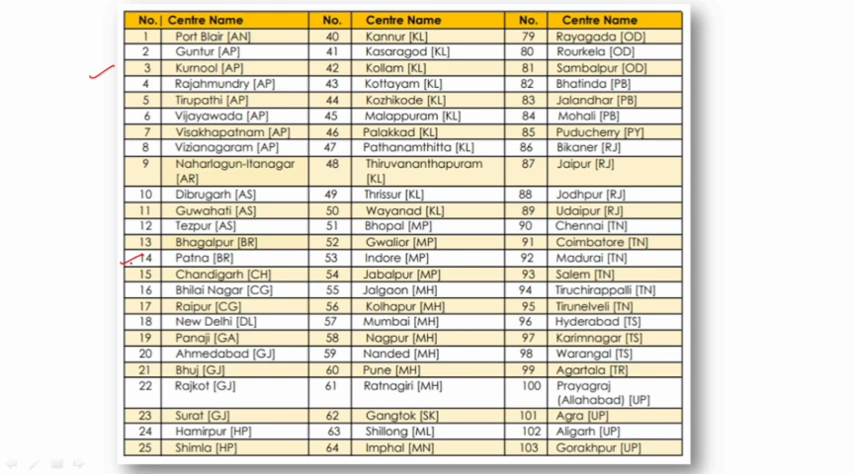 No. Centre Name No. Centre Name No. Centre Name
1 Port Blair [AN] 40 Kannur [KL] 79 Rayagada [OD]
2 Guntur [AP] 41 Kasaragod [KL] 80 Rourkela [OD]
3 Kurnool [AP] 42 Kollam [KL] 81 Sambalpur [OD]
4 Rajahmundry [AP] 43 Kottayam [KL] 82 Bhatinda [PB]
5 Tirupathi [AP] 44 Kozhikode [KL] 83 Jalandhar [PB]
6 Vijayawada [AP] 45 Malappuram [KL] 84 Mohali [PB]
7 Visakhapatnam [AP] 46 Palakkad [KL] 85 Puducherry [PY]
8 Vizianagaram [AP] 47 Pathanamthitta [KL] 86 Bikaner [RJ]
9 Naharlagun-Itanagar 48 Thiruvananthapuram 87 Jaipur [RJ]
[AR] [KL]
10 Dibrugarh [AS] 49 Thrissur [KL] 88 Jodhpur [RJ]
11 Guwahati [AS] 50 Wayanad [KL] 89 Udaipur [RJ]
12 Tezpur [AS] 51 Bhopal [MP] 90 Chennai [TN]
13 Bhagalpur [BR] 52 Gwalior [MP] 91 Coimbatore [TN]
14 Patna [BR] 53 Indore [MP] 92 Madurai [TN]
15 Chandigarh [CH] 54 Jabalpur [MP] 93 Salem [TN]
16 Bhilai Nagar [CG] 55 Jalgaon [MH] 94 Tiruchirappalli [TN]
17 Raipur [CG] 56 Kolhapur [MH] 95 Tirunelveli [TN]
18 New Delhi [DL] 57 Mumbai [MH] 96 Hyderabad [TS]
19 Panaji [GA] 58 Nagpur [MH] 97 Karimnagar [TS]
20 Ahmedabad [GJ] 59 Nanded [MH] 98 Warangal [TS]
21 Bhuj [GJ] 60 Pune [MH] 99 Agartala [TR]
22 Rajkot [GJ] 61 Ratnagiri [MH] 100 Prayagraj
(Allahabad) [UP]
23 Surat [GJ] 62 Gangtok [SK] 101 Agra [UP]
24 Hamirpur [HP] 63 Shillong [ML] 102 Aligarh [UP]
25 Shimla [HP] 64 Imphal [MN] 103 Gorakhpur [UP]